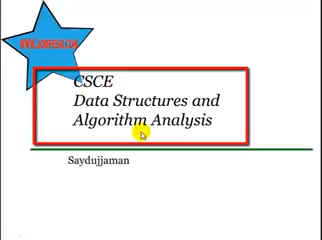 CSCE
Data Structures and
Algorithm Analysis
Saydujjaman